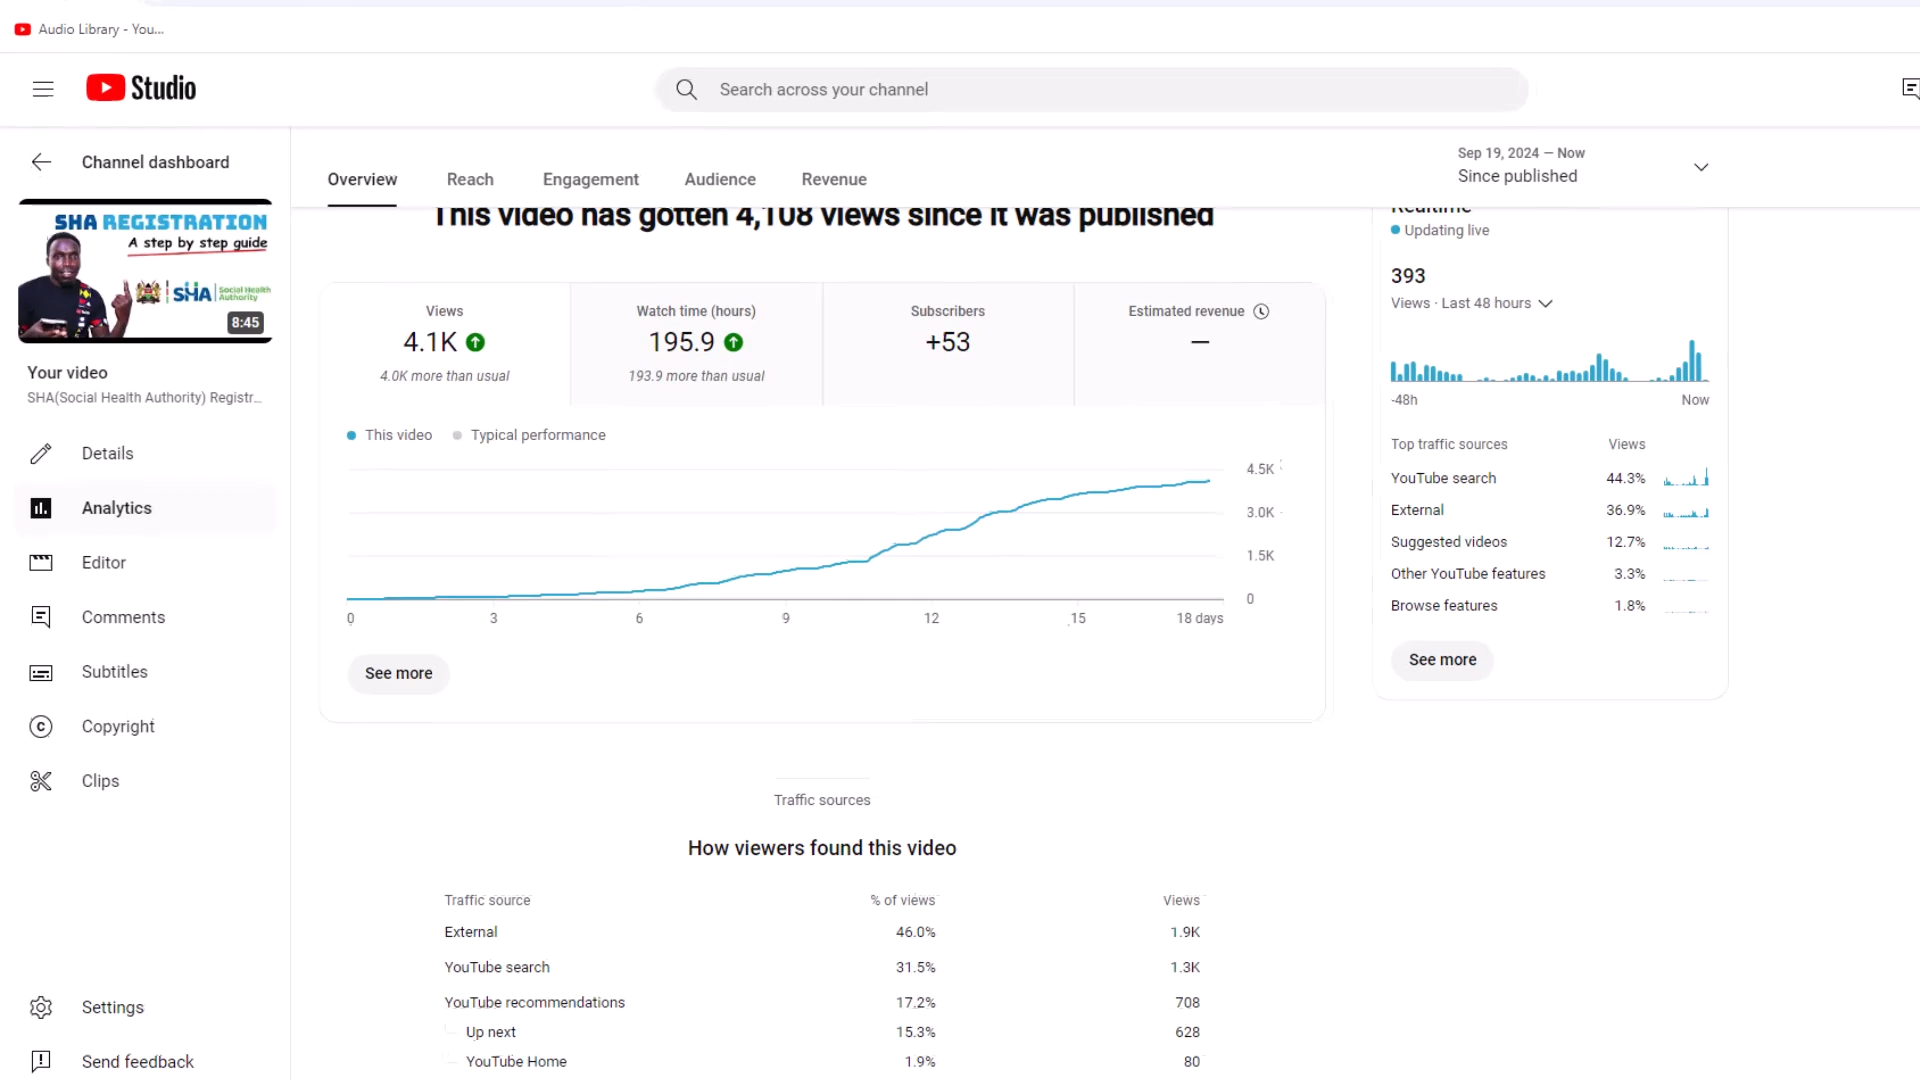 Audio Library - You...
Studio
Search across your channel
Channel dashboard
SHA REGISTRATION
A step by step guide
SHA Social Health Authority
8:45
Your video
SHA(Social Health Authority) Registr...
Details
Analytics
Editor
Comments
Subtitles
Copyright
Clips
Settings
Send feedback
Overview Reach Engagement Audience Revenue
Sep 19, 2024 – Now
Since published
This video has gotten 4,108 views since it was published
Views
4.1K
4.0K more than usual
Watch time (hours)
195.9
193.9 more than usual
Subscribers
+53
Estimated revenue
—
This video Typical performance
4.5K
3.0K
1.5K
0
0 3 6 9 12 15 18 days
See more
Realtime
Updating live
393
Views · Last 48 hours
-48h Now
Top traffic sources Views
YouTube search 44.3%
External 36.9%
Suggested videos 12.7%
Other YouTube features 3.3%
Browse features 1.8%
See more
Traffic sources
How viewers found this video
Traffic source % of views Views
External 46.0% 1.9K
YouTube search 31.5% 1.3K
YouTube recommendations 17.2% 708
Up next 15.3% 628
YouTube Home 1.9% 80